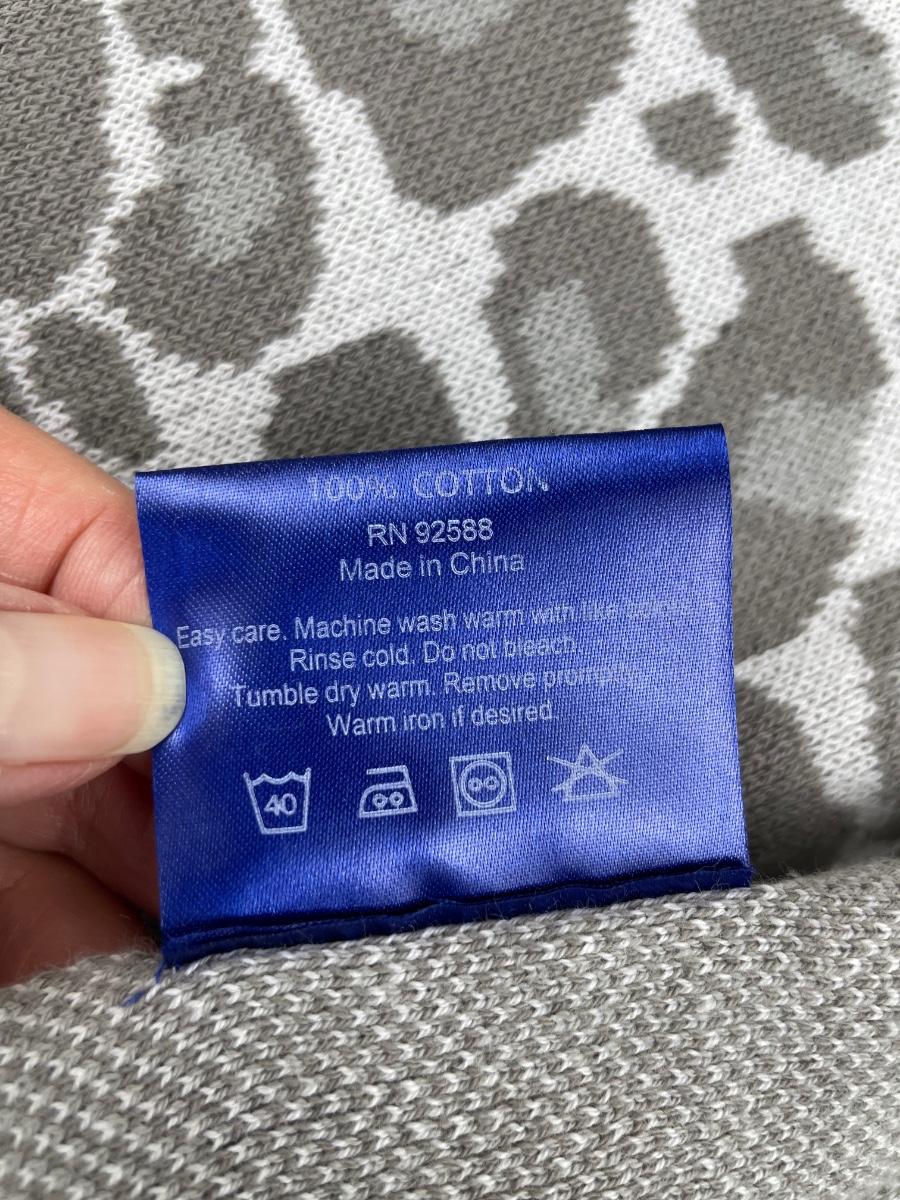 100% COTTON
RN 92588
Made in China
Easy care. Machine wash warm with like colors.
Rinse cold. Do not bleach.
Tumble dry warm. Remove promptly.
Warm iron if desired.
40